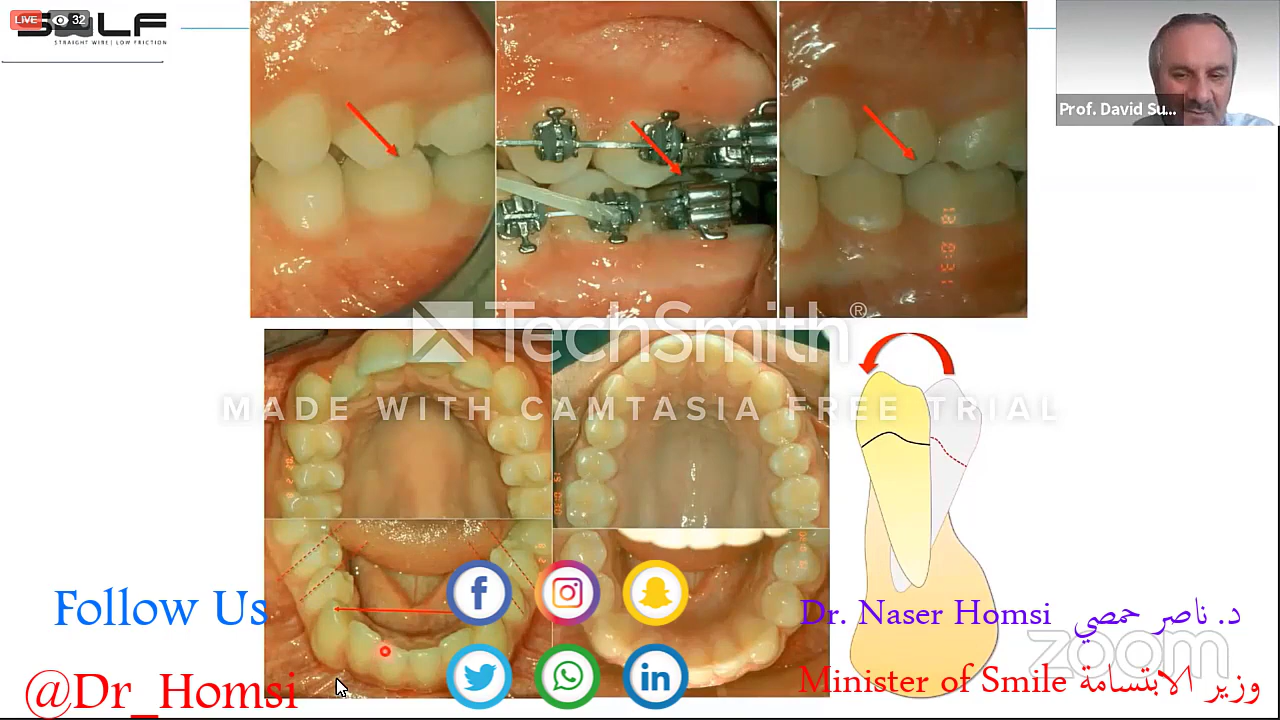 LIVE 32
STRAIGHT WIRE | LOW FRICTION
Prof. David Su...
TechSmith®
MADE WITH CAMTASIA FREE TRIAL
Follow Us
@Dr_Homsi
Dr. Naser Homsi د. ناصر حمصي
zoom
Minister of Smile وزير الابتسامة